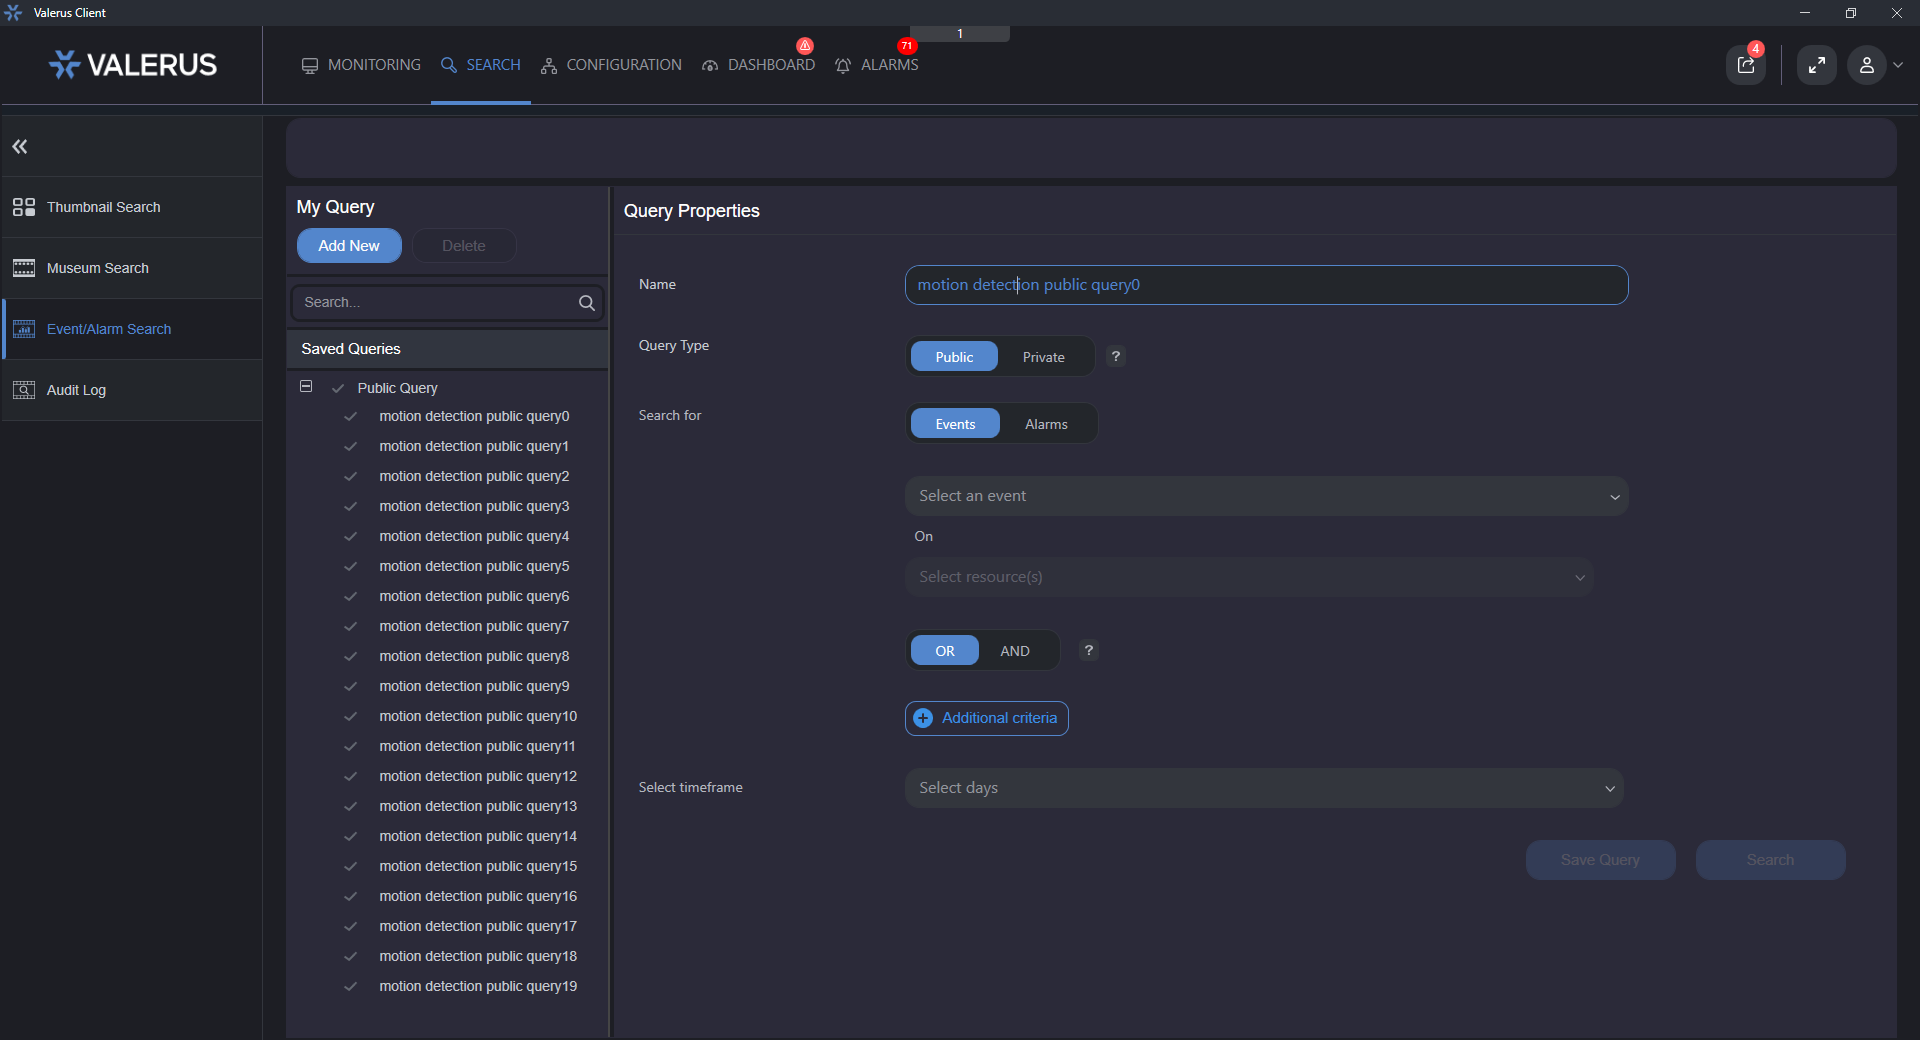 Valerus Client
1
VALERUS
MONITORING
SEARCH
CONFIGURATION
DASHBOARD
71
ALARMS
4
Thumbnail Search
Museum Search
Event/Alarm Search
Audit Log
My Query
Add New
Delete
Search...
Saved Queries
Public Query
motion detection public query0
motion detection public query1
motion detection public query2
motion detection public query3
motion detection public query4
motion detection public query5
motion detection public query6
motion detection public query7
motion detection public query8
motion detection public query9
motion detection public query10
motion detection public query11
motion detection public query12
motion detection public query13
motion detection public query14
motion detection public query15
motion detection public query16
motion detection public query17
motion detection public query18
motion detection public query19
Query Properties
Name
motion detection public query0
Query Type
Public
Private
?
Search for
Events
Alarms
Select an event
On
Select resource(s)
OR
AND
?
Additional criteria
Select timeframe
Select days
Save Query
Search